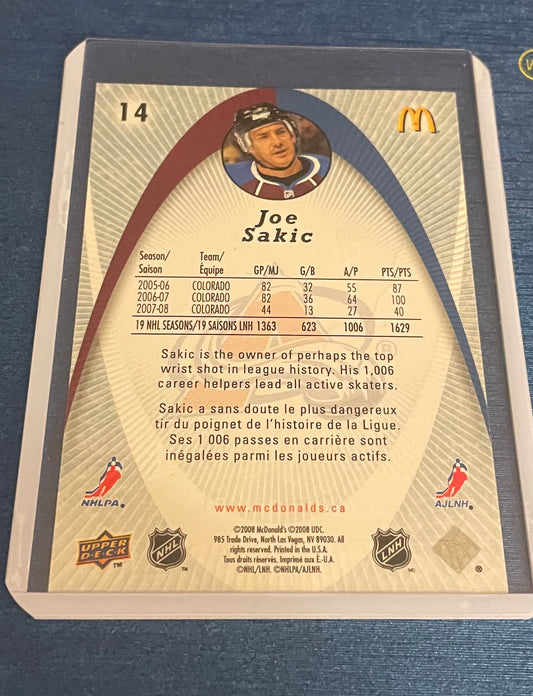 14
Joe
Sakic
Season/ Team/
Saison Équipe GP/MJ G/B A/P PTS/PTS
2005-06 COLORADO 82 32 55 87
2006-07 COLORADO 82 36 64 100
2007-08 COLORADO 44 13 27 40
19 NHL SEASONS/19 SAISONS LNH 1363 623 1006 1629
Sakic is the owner of perhaps the top
wrist shot in league history. His 1,006
career helpers lead all active skaters.
Sakic a sans doute le plus dangereux
tir du poignet de l'histoire de la Ligue.
Ses 1 006 passes en carrière sont
inégalées parmi les joueurs actifs.
NHLPA. AJLNH.
www.mcdonalds.ca
©2008 McDonald's ©2008 UDC.
985 Trade Drive, North Las Vegas, NV 89030. All
rights reserved. Printed in the U.S.A.
Tous droits réservés. Imprimé aux É.-U.A.
©NHL/LNH. ©NHLPA/AJLNH.
UPPER
DECK
TM
NHL
TM
LNH
MC
®